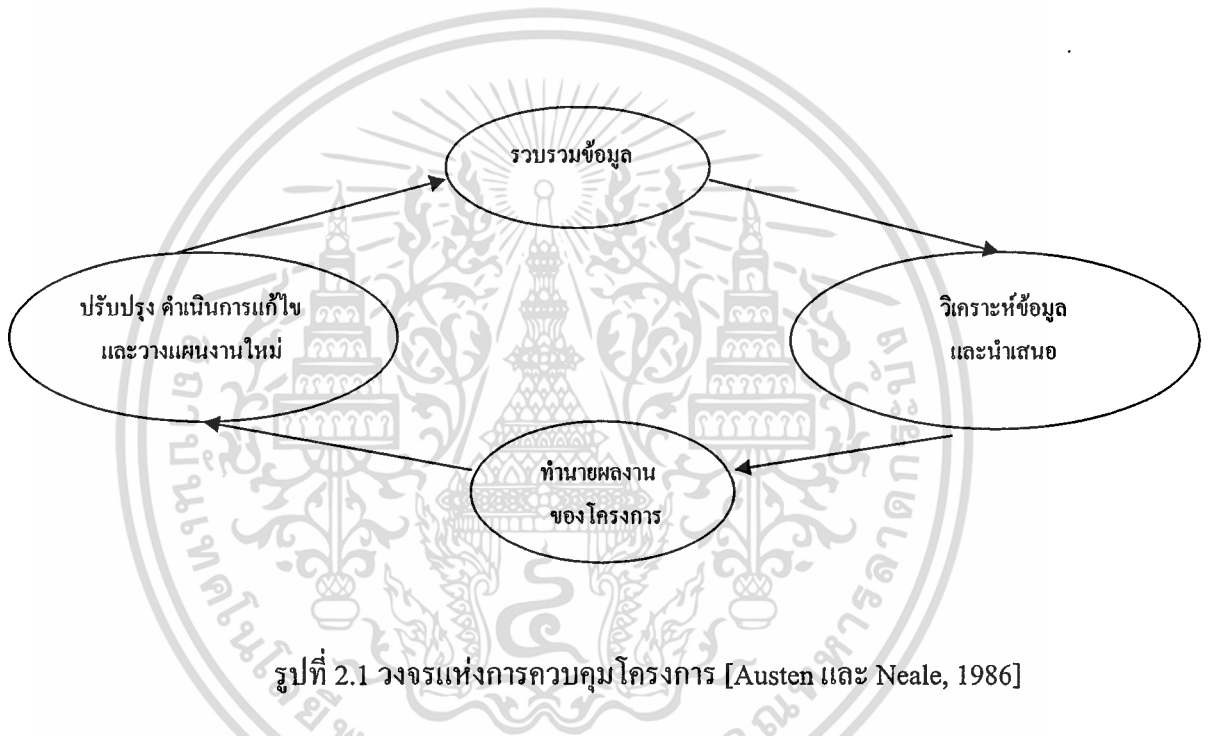 รวบรวมข้อมูล
ปรับปรุง ดำเนินการแก้ไข
และวางแผนงานใหม่
วิเคราะห์ข้อมูล
และนำเสนอ
ทำนายผลงาน
ของโครงการ
รูปที่ 2.1 วงจรแห่งการควบคุมโครงการ [Austen และ Neale, 1986]